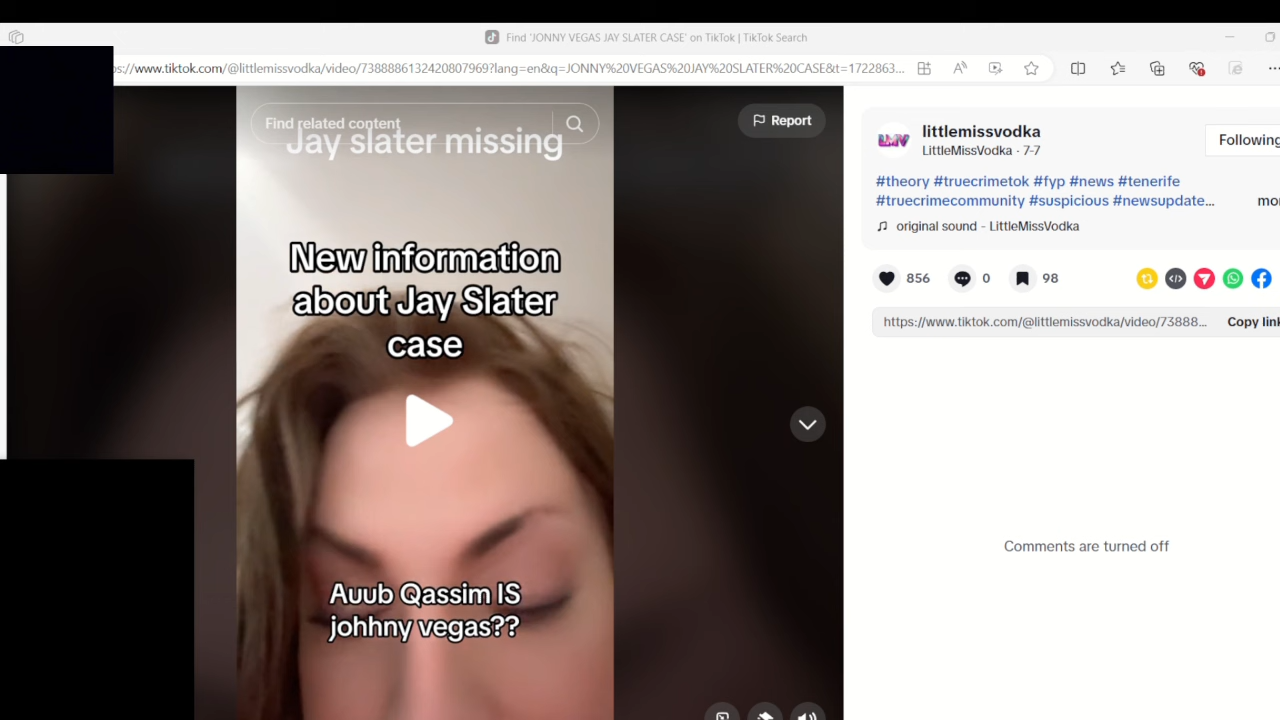 Find 'JONNY VEGAS JAY SLATER CASE' on TikTok | TikTok Search
ps://www.tiktok.com/@littlemissvodka/video/7388886132420807969?lang=en&q=JONNY%20VEGAS%20JAY%20SLATER%20CASE&t=1722863...
Find related content
Report
Jay slater missing
New information
about Jay Slater
case
Auub Qassim IS
johhny vegas??
LMV
littlemissvodka
LittleMissVodka · 7-7
Following
#theory #truecrimetok #fyp #news #tenerife
#truecrimecommunity #suspicious #newsupdate...
mo
original sound - LittleMissVodka
856
0
98
https://www.tiktok.com/@littlemissvodka/video/73888...
Copy link
Comments are turned off